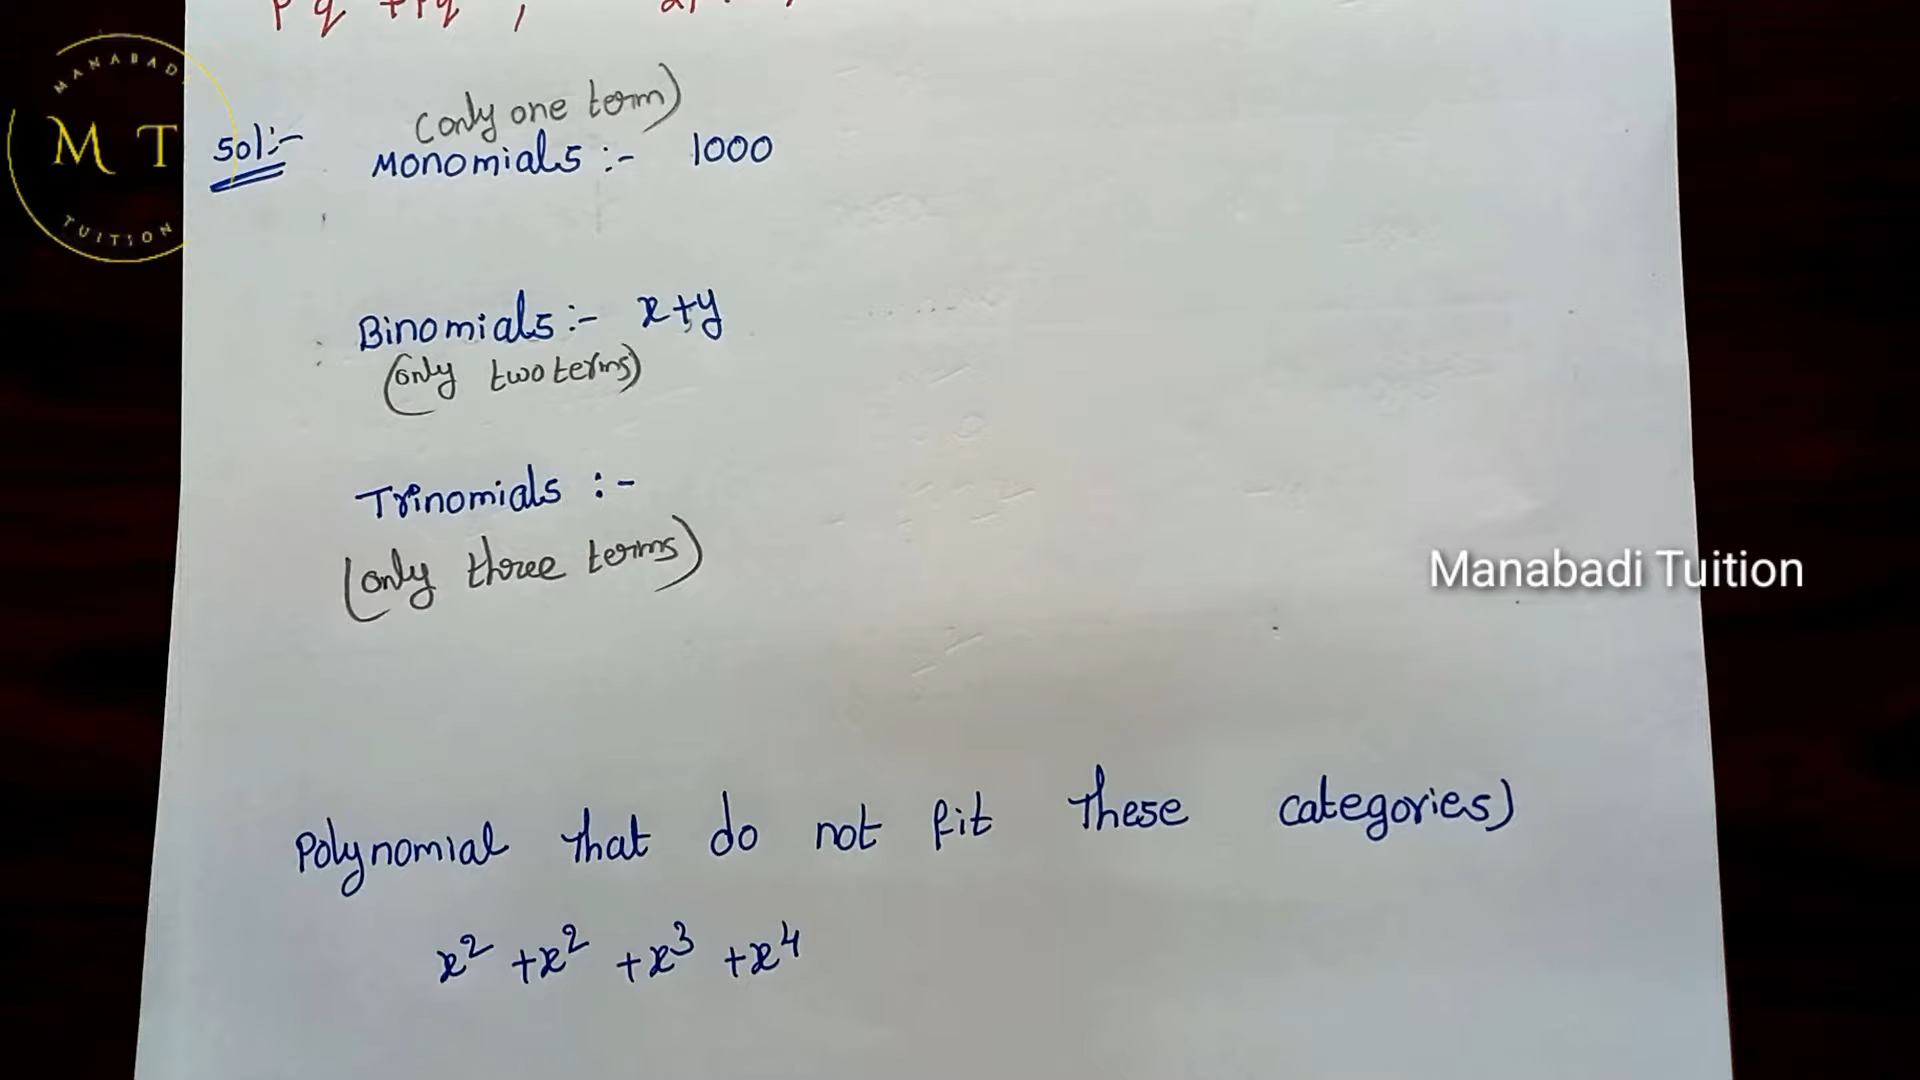 MANABADI
MT
TUITION
(only one term)
Sol:- Monomials :- 1000
Binomials :- x+y
(only two terms)
Trinomials :-
(only three terms)
Manabadi Tuition
Polynomial that do not fit these categories)
x² +x² +x³ +x⁴